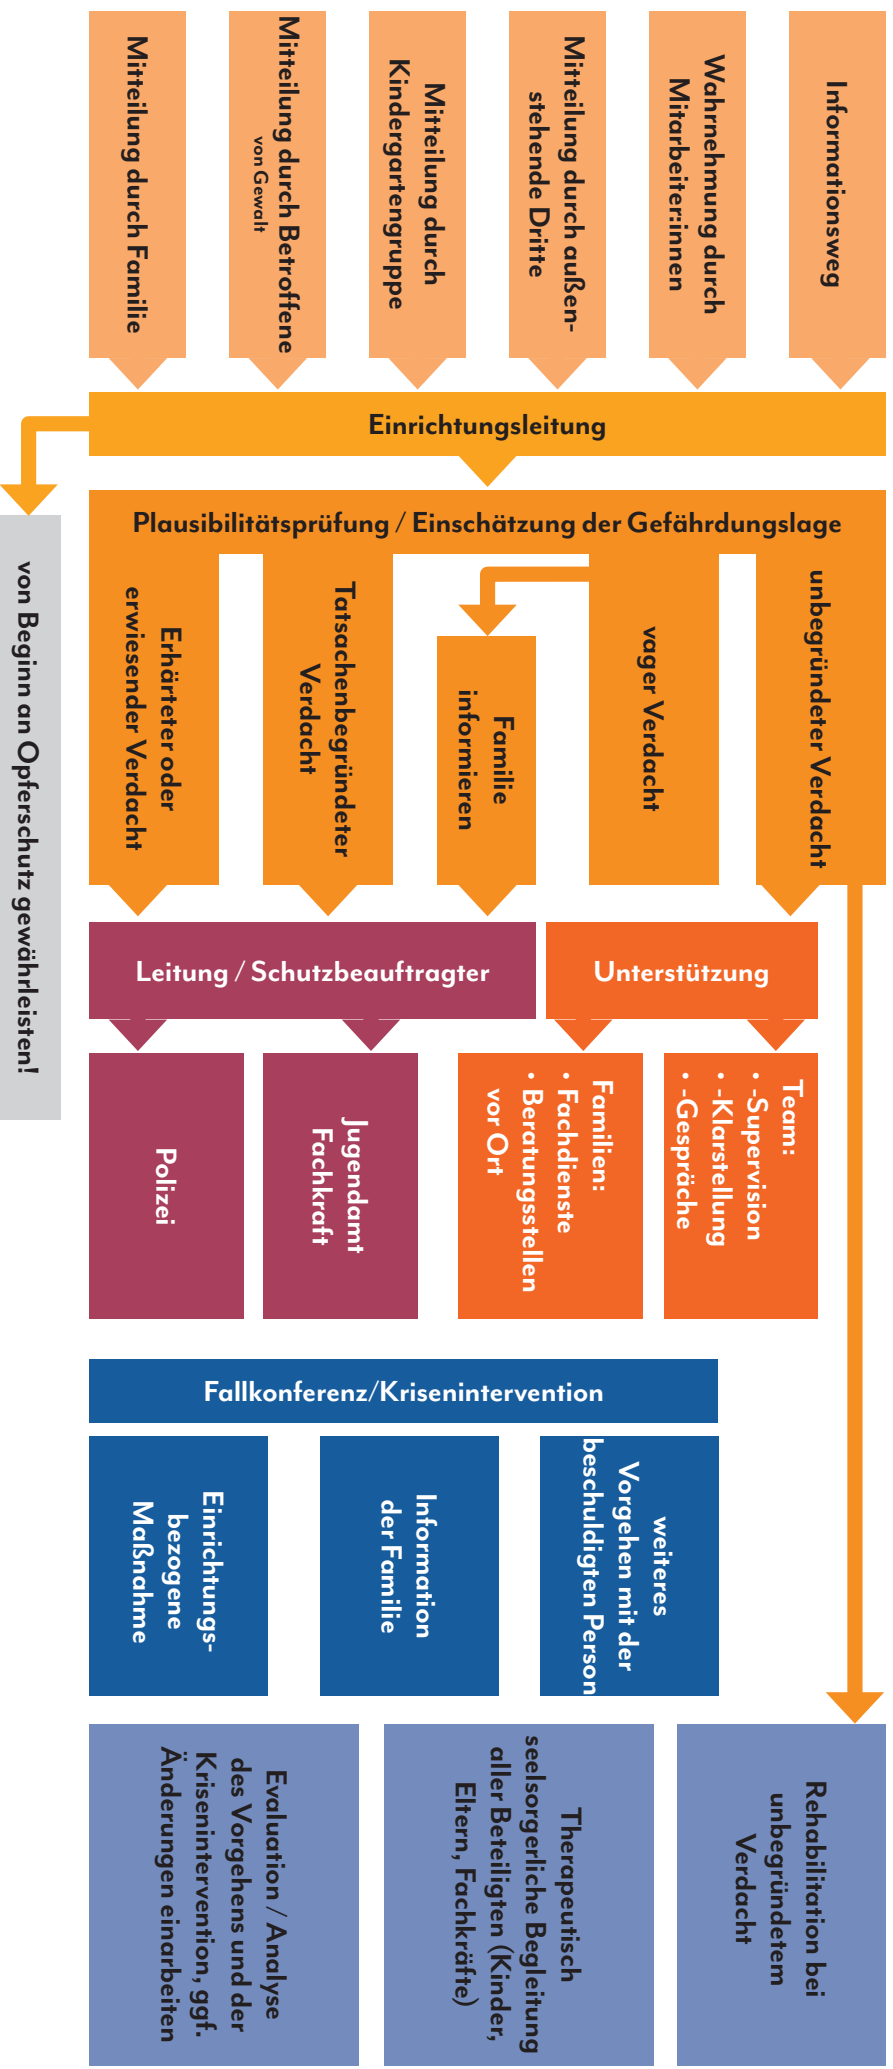 Mitteilung durch Familie
Mitteilung durch Betroffene
von Gewalt
Mitteilung durch
Kindergartengruppe
Mitteilung durch außen-
stehende Dritte
Wahrnehmung durch
Mitarbeiter:innen
Informationsweg
Einrichtungsleitung
von Beginn an Opferschutz gewährleisten!
Plausibilitätsprüfung / Einschätzung der Gefährdungslage
Erhärteter oder
erwiesender Verdacht
Tatsachenbegründeter
Verdacht
Familie
informieren
vager Verdacht
unbegründeter Verdacht
Leitung / Schutzbeauftragter
Unterstützung
Polizei
Jugendamt
Fachkraft
Familien:
• Fachdienste
• Beratungsstellen
vor Ort
Team:
• -Supervision
• -Klarstellung
• -Gespräche
Fallkonferenz/Krisenintervention
Einrichtungs-
bezogene
Maßnahme
Information
der Familie
weiteres
Vorgehen mit der
beschuldigten Person
Evaluation / Analyse
des Vorgehens und der
Krisenintervention, ggf.
Änderungen einarbeiten
Therapeutisch
seelsorgerliche Begleitung
aller Beteiligten (Kinder,
Eltern, Fachkräfte)
Rehabilitation bei
unbegründetem
Verdacht